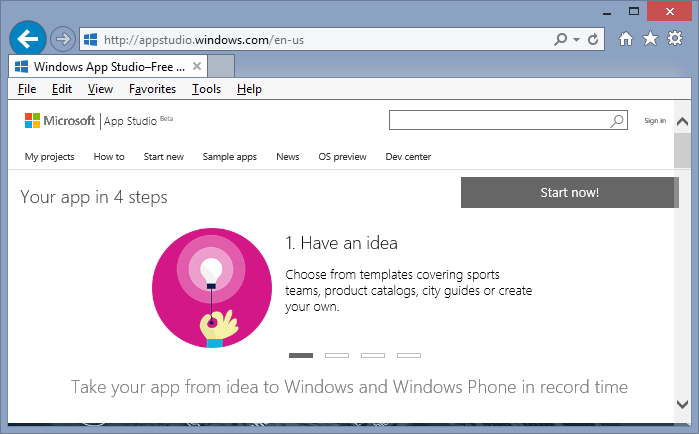 http://appstudio.windows.com/en-us
Windows App Studio–Free ...
File Edit View Favorites Tools Help
Microsoft App Studio Beta
Sign in
My projects How to Start new Sample apps News OS preview Dev center
Your app in 4 steps
Start now!
1. Have an idea
Choose from templates covering sports
teams, product catalogs, city guides or create
your own.
Take your app from idea to Windows and Windows Phone in record time